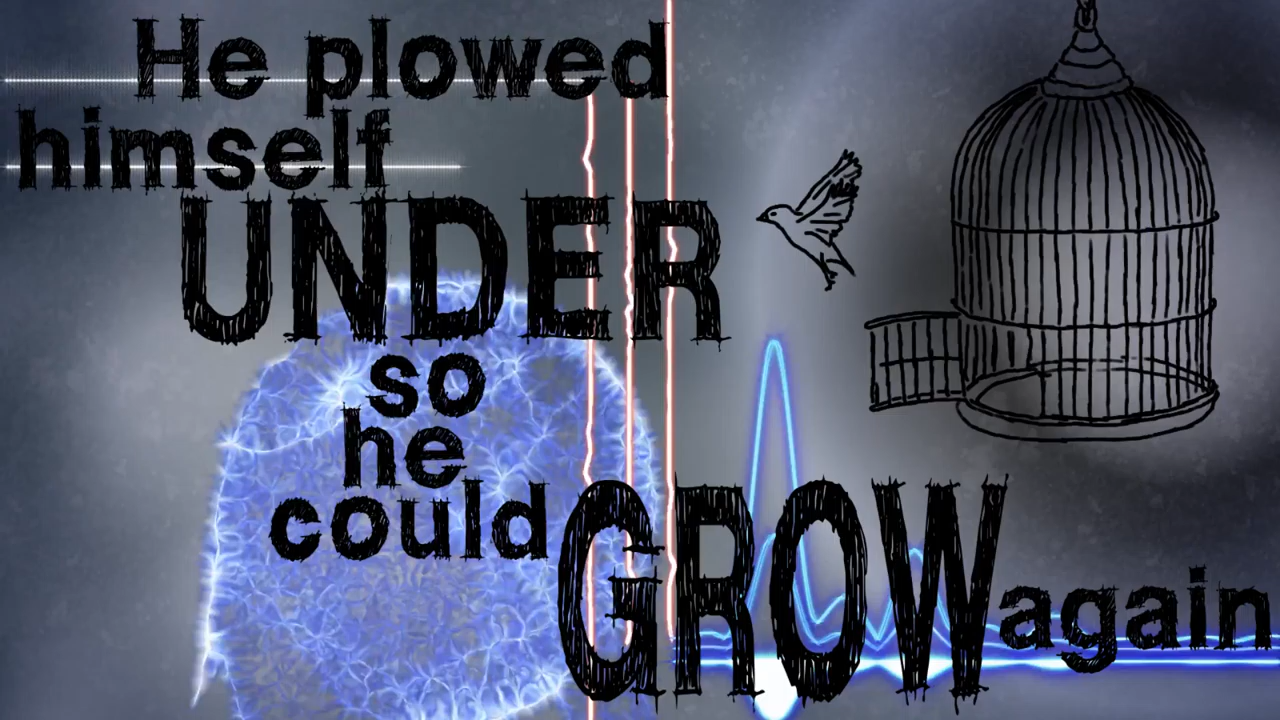 He plowed
himself
UNDER
so
he
could
GROW again